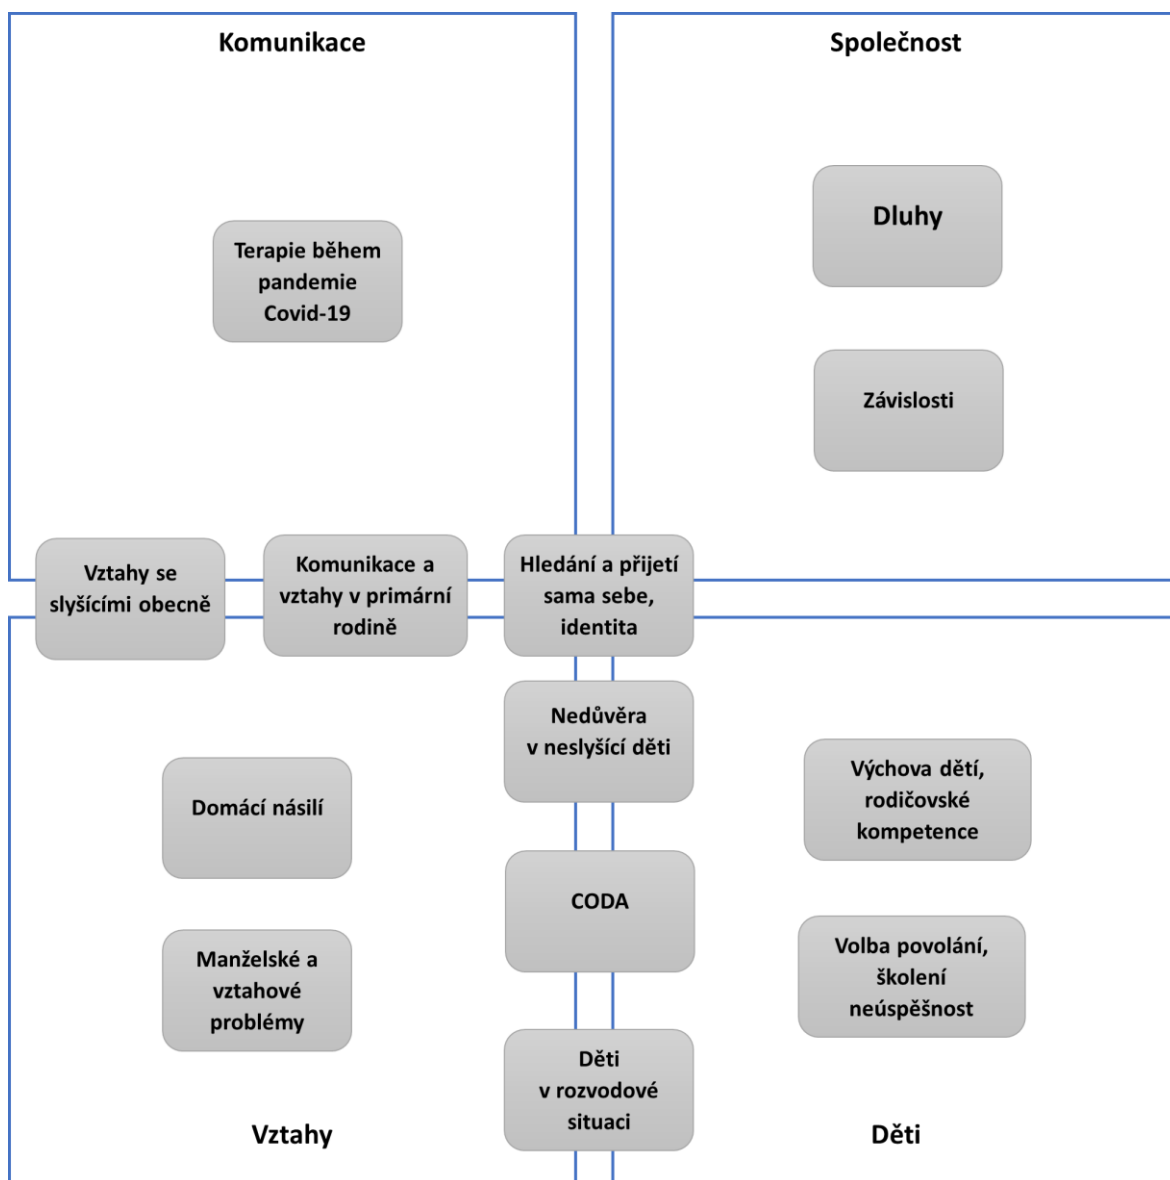 Komunikace
Společnost
Terapie během
pandemie
Covid-19
Dluhy
Závislosti
Vztahy se
slyšícími obecně
Komunikace a
vztahy v primární
rodině
Hledání a přijetí
sama sebe,
identita
Nedůvěra
v neslyšící děti
Domácí násilí
Výchova dětí,
rodičovské
kompetence
CODA
Manželské a
vztahové
problémy
Volba povolání,
školení
neúspěšnost
Děti
v rozvodové
situaci
Vztahy
Děti